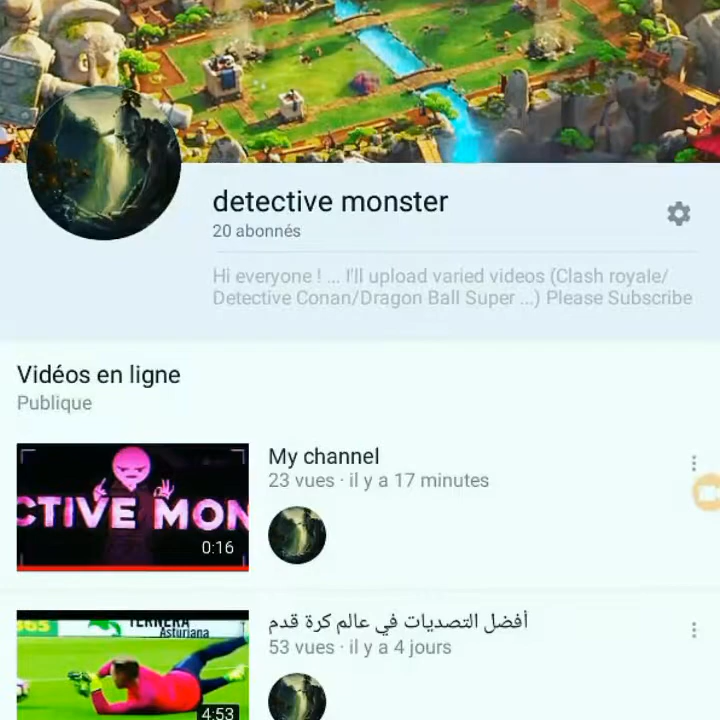 detective monster
20 abonnés
Hi everyone ! ... I'll upload varied videos (Clash royale/
Detective Conan/Dragon Ball Super ...) Please Subscribe
Vidéos en ligne
Publique
CTIVE MON
0:16
My channel
23 vues · il y a 17 minutes
Asturiana
4:53
أفضل التصديات في عالم كرة قدم
53 vues · il y a 4 jours